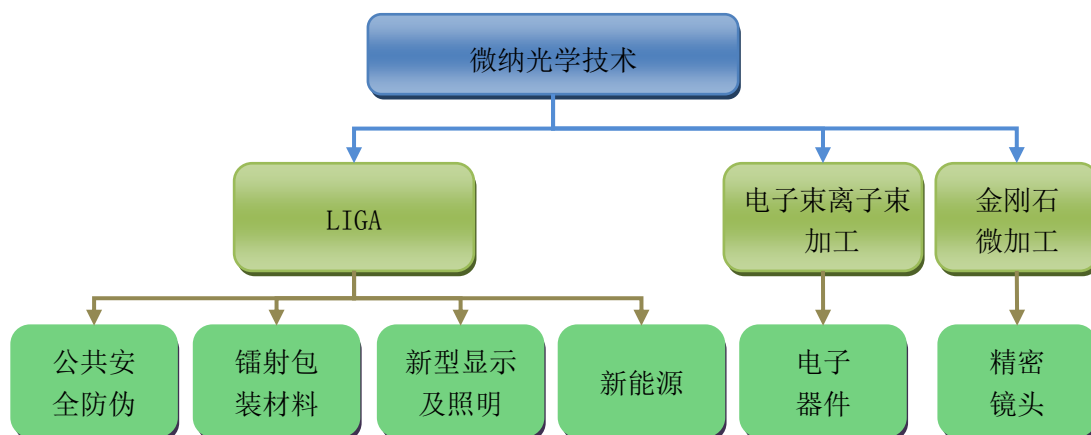 微纳光学技术
LIGA
电子束离子束
加工
金刚石
微加工
公共安
全防伪
镭射包
装材料
新型显示
及照明
新能源
电子
器件
精密
镜头